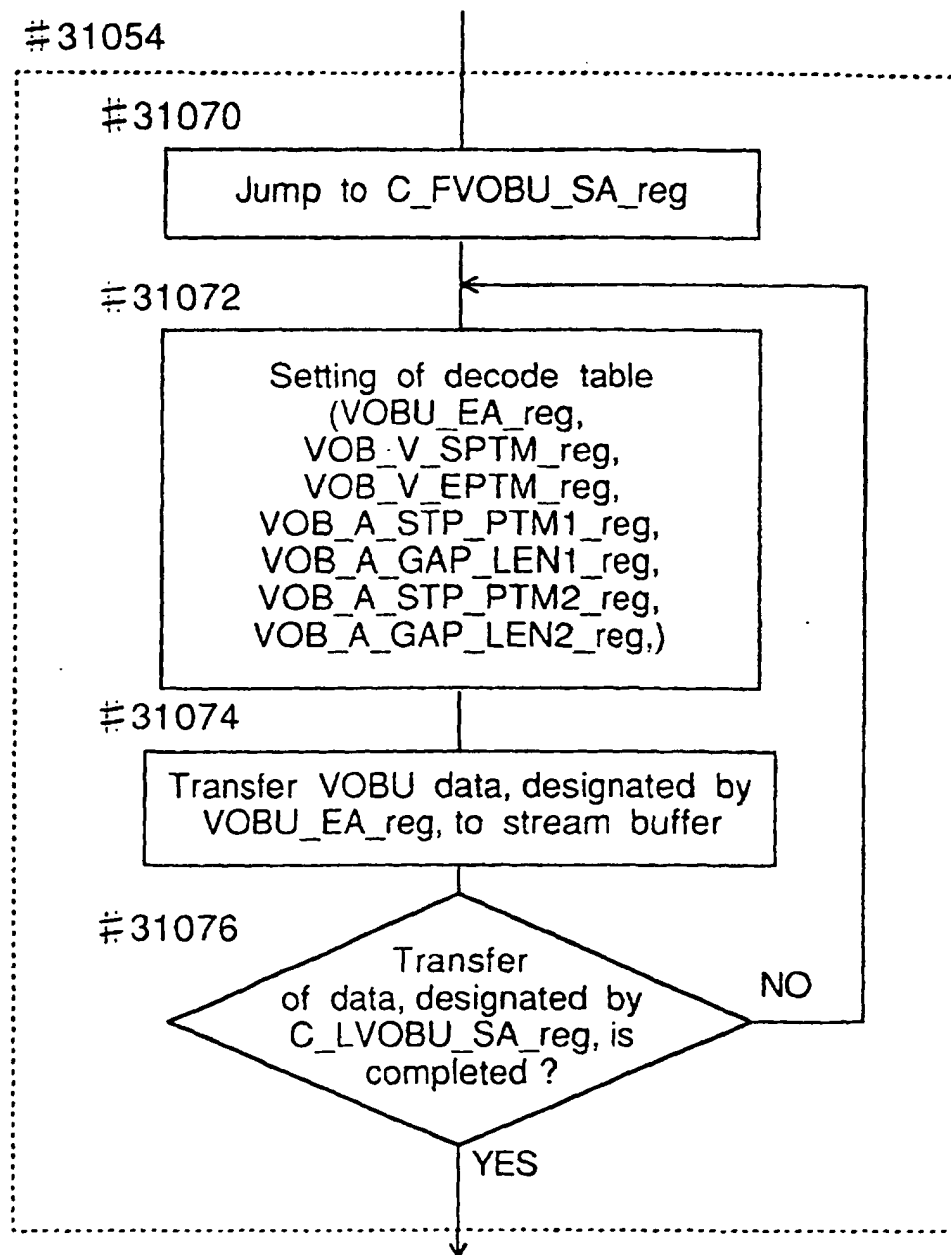 #31054
#31070
Jump to C_FVOBU_SA_reg
#31072
Setting of decode table
(VOBU_EA_reg,
VOB_V_SPTM_reg,
VOB_V_EPTM_reg,
VOB_A_STP_PTM1_reg,
VOB_A_GAP_LEN1_reg,
VOB_A_STP_PTM2_reg,
VOB_A_GAP_LEN2_reg,)
#31074
Transfer VOBU data, designated by
VOBU_EA_reg, to stream buffer
#31076
Transfer
of data, designated by
C_LVOBU_SA_reg, is
completed ?
NO
YES